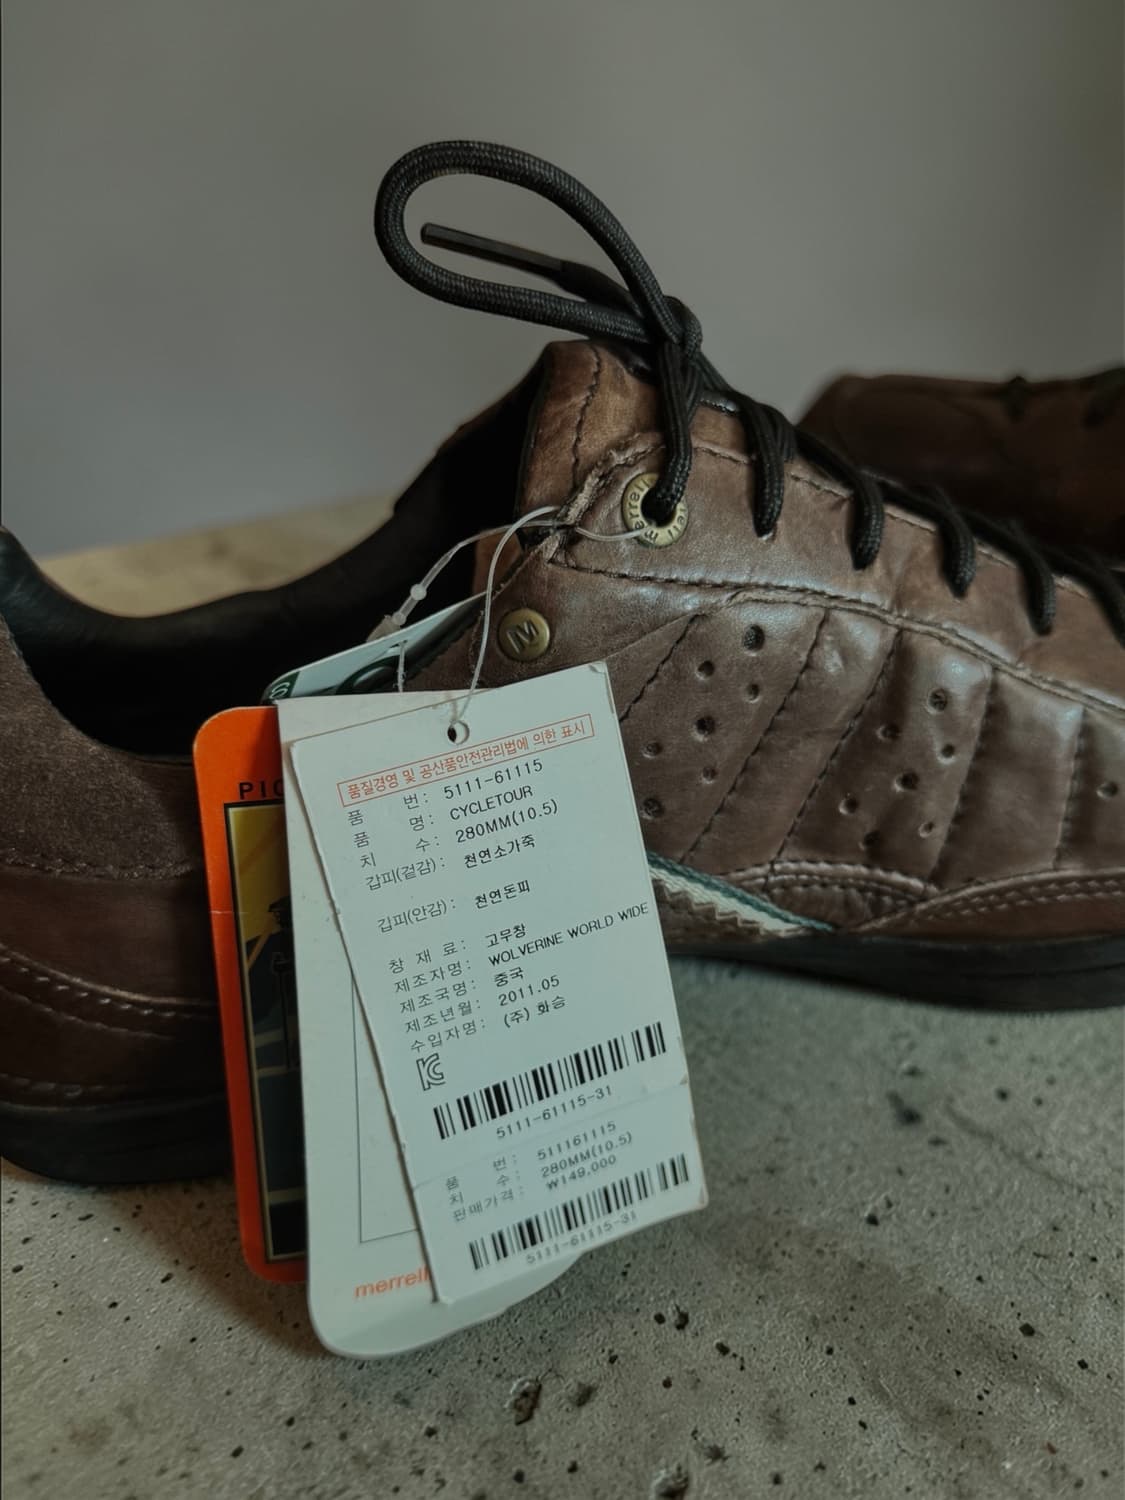 merrell
merrell
M
PIC
품질경영 및 공산품안전관리법에 의한 표시
품 번: 5111-61115
품 명: CYCLETOUR
치 수: 280MM(10.5)
갑피(겉감): 천연소가죽
깁피(안감): 천연돈피
창 재 료: 고무창
제조자명: WOLVERINE WORLD WIDE
제조국명: 중국
제조년월: 2011.05
수입자명: (주) 화승
5111-61115-31
품 번: 511161115
치 수: 280MM(10.5)
판매가격: ₩149,000
5111-61115-31
merrell